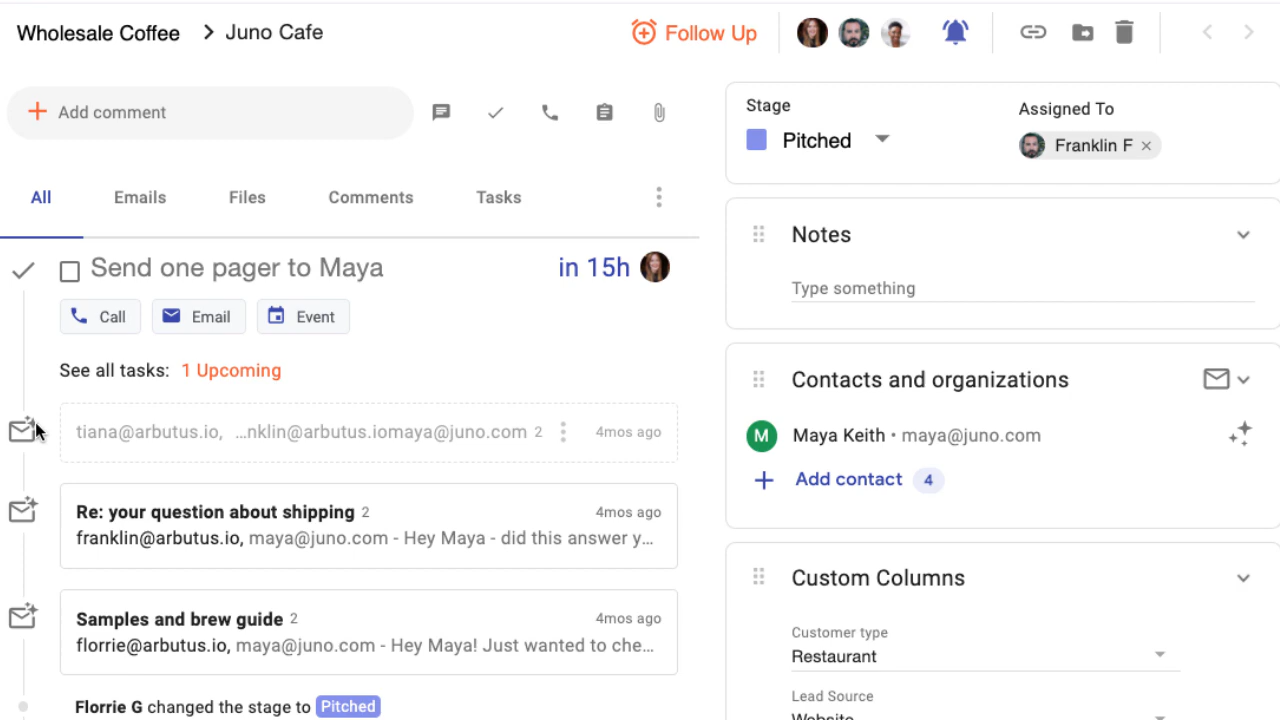 Wholesale Coffee > Juno Cafe
Follow Up
Add comment
All
Emails
Files
Comments
Tasks
Send one pager to Maya
in 15h
Call
Email
Event
See all tasks: 1 Upcoming
tiana@arbutus.io, …nklin@arbutus.iomaya@juno.com 2
4mos ago
Re: your question about shipping 2
4mos ago
franklin@arbutus.io, maya@juno.com - Hey Maya - did this answer y...
Samples and brew guide 2
4mos ago
florrie@arbutus.io, maya@juno.com - Hey Maya! Just wanted to che...
Florrie G changed the stage to Pitched
Stage
Pitched
Assigned To
Franklin F
Notes
Type something
Contacts and organizations
M
Maya Keith • maya@juno.com
Add contact 4
Custom Columns
Customer type
Restaurant
Lead Source
Website